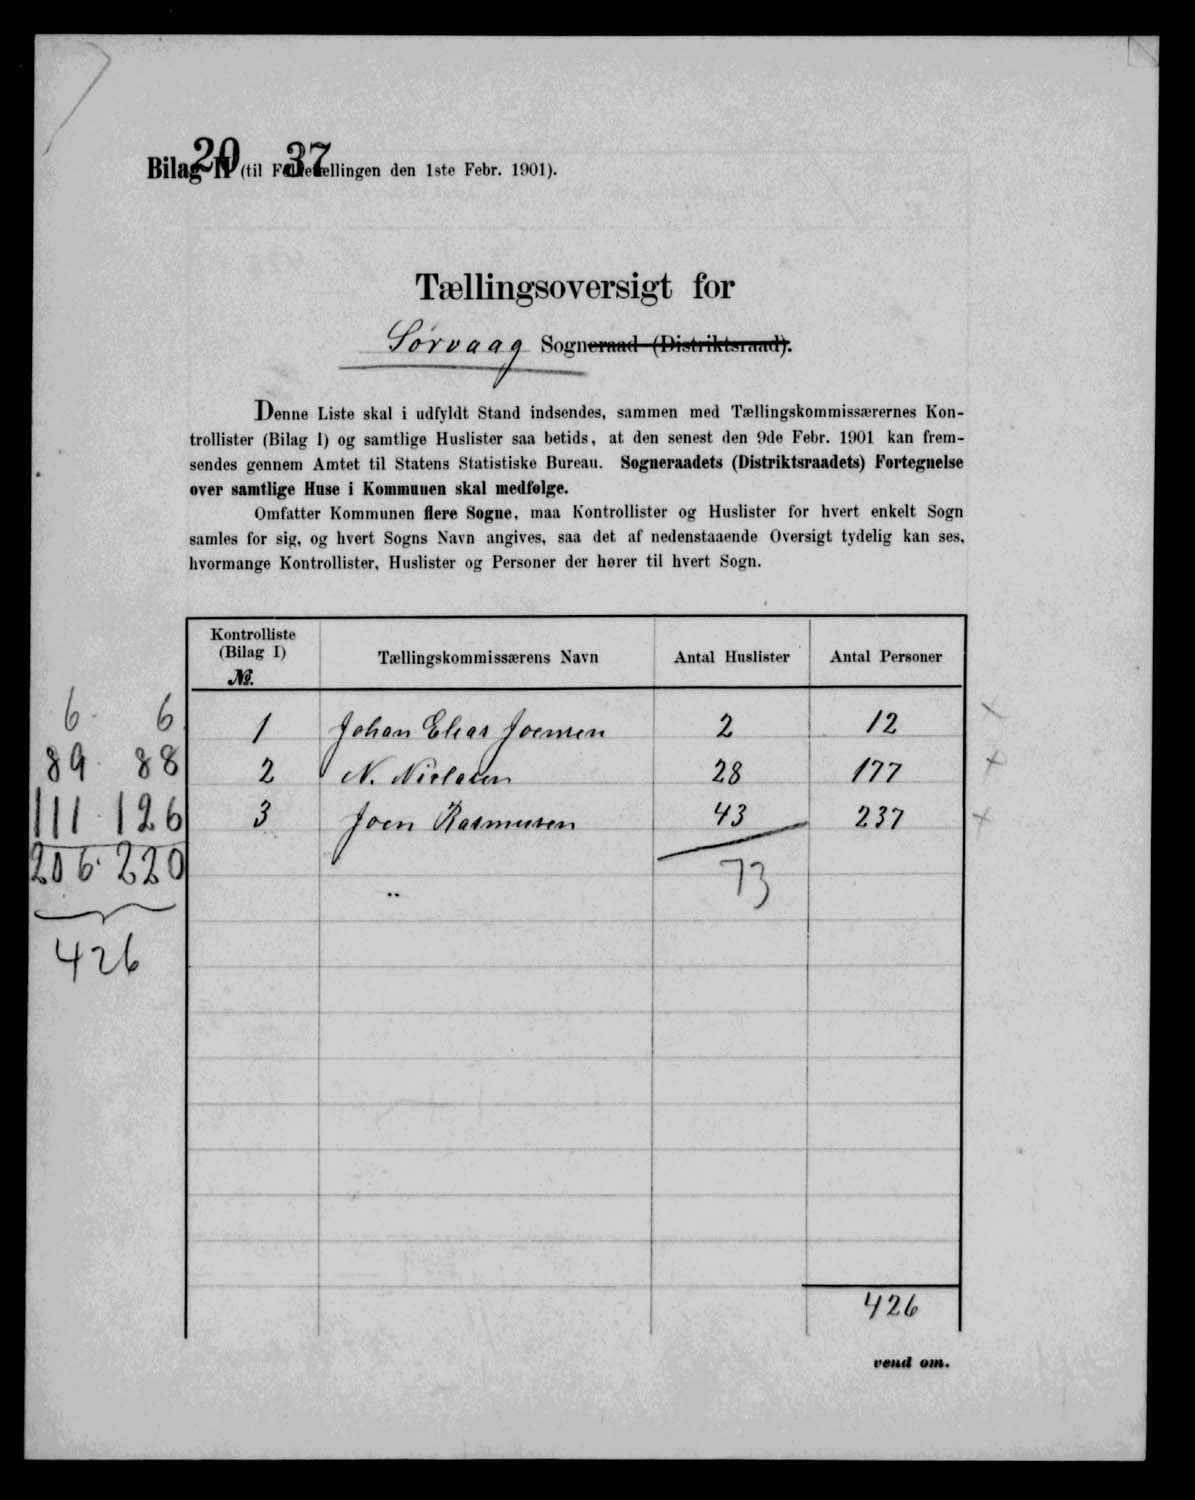 20 37
Bilag II (til Folketællingen den 1ste Febr. 1901).
Tællingsoversigt for
Sørvaag Sogneraad (Distriktsraad).
Denne Liste skal i udfyldt Stand indsendes, sammen med Tællingskommissærernes Kon-
trollister (Bilag I) og samtlige Huslister saa betids, at den senest den 9de Febr. 1901 kan frem-
sendes gennem Amtet til Statens Statistiske Bureau. Sogneraadets (Distriktsraadets) Fortegnelse
over samtlige Huse i Kommunen skal medfølge.
Omfatter Kommunen flere Sogne, maa Kontrollister og Huslister for hvert enkelt Sogn
samles for sig, og hvert Sogns Navn angives, saa det af nedenstaaende Oversigt tydelig kan ses,
hvormange Kontrollister, Huslister og Personer der hører til hvert Sogn.
Kontrolliste
(Bilag I)
№.
Tællingskommissærens Navn
Antal Huslister
Antal Personer
6 6 1 Johan Elias Joensen 2 12 x
89 88 2 N. Nielsen 28 177 x
111 126 3 Joen Rasmussen 43 237 x
206 220 73
426
426
vend om.